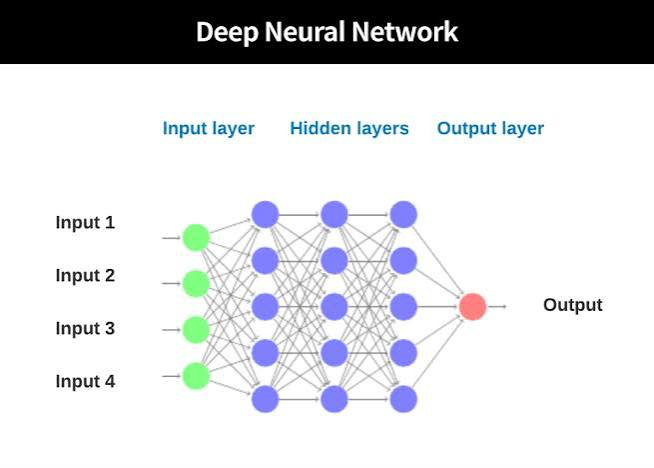 Deep Neural Network
Input layer Hidden layers Output layer
Input 1
Input 2
Input 3
Output
Input 4